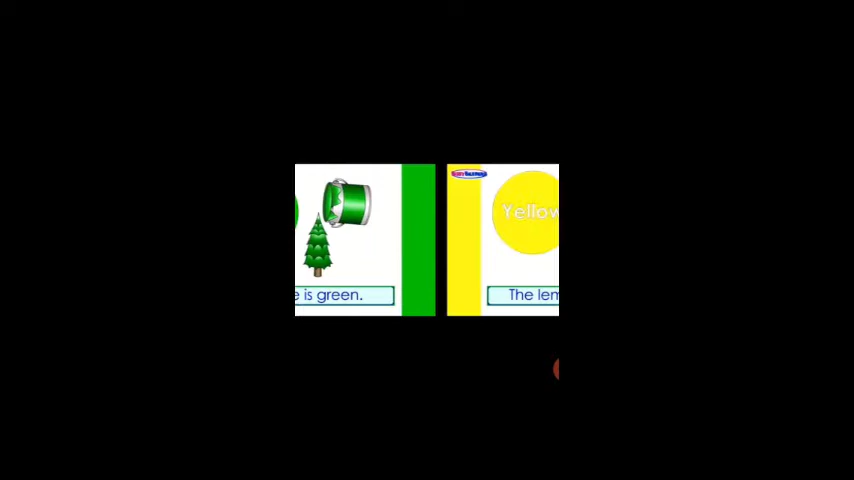 e is green.
Yellow
The lem